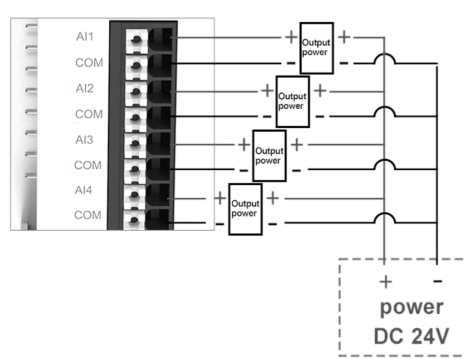 AI1
COM
AI2
COM
AI3
COM
AI4
COM
+ Output power +
- -
+ Output power +
- -
+ Output power +
- -
+ Output power +
- -
+ -
power
DC 24V